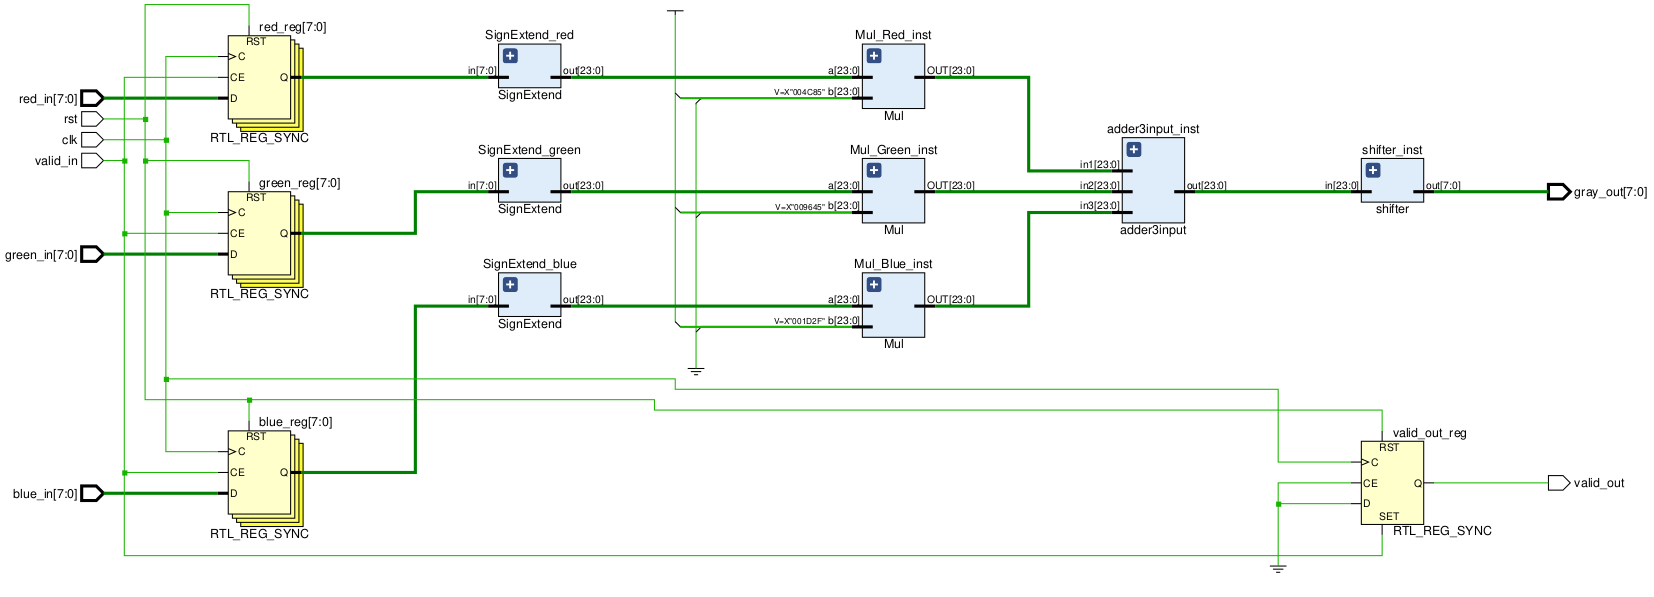 red_reg[7:0]
RST
C
CE
Q
D
RTL_REG_SYNC
red_in[7:0]
rst
clk
valid_in
green_reg[7:0]
RST
C
CE
Q
D
RTL_REG_SYNC
green_in[7:0]
blue_reg[7:0]
RST
C
CE
Q
D
RTL_REG_SYNC
blue_in[7:0]
SignExtend_red
in[7:0]
out[23:0]
SignExtend
SignExtend_green
in[7:0]
out[23:0]
SignExtend
SignExtend_blue
in[7:0]
out[23:0]
SignExtend
Mul_Red_inst
a[23:0]
OUT[23:0]
V=X"004C85" b[23:0]
Mul
Mul_Green_inst
a[23:0]
OUT[23:0]
V=X"009645" b[23:0]
Mul
Mul_Blue_inst
a[23:0]
OUT[23:0]
V=X"001D2F" b[23:0]
Mul
adder3input_inst
in1[23:0]
in2[23:0]
out[23:0]
in3[23:0]
adder3input
shifter_inst
in[23:0]
out[7:0]
shifter
gray_out[7:0]
valid_out_reg
RST
C
CE
Q
D
SET
RTL_REG_SYNC
valid_out